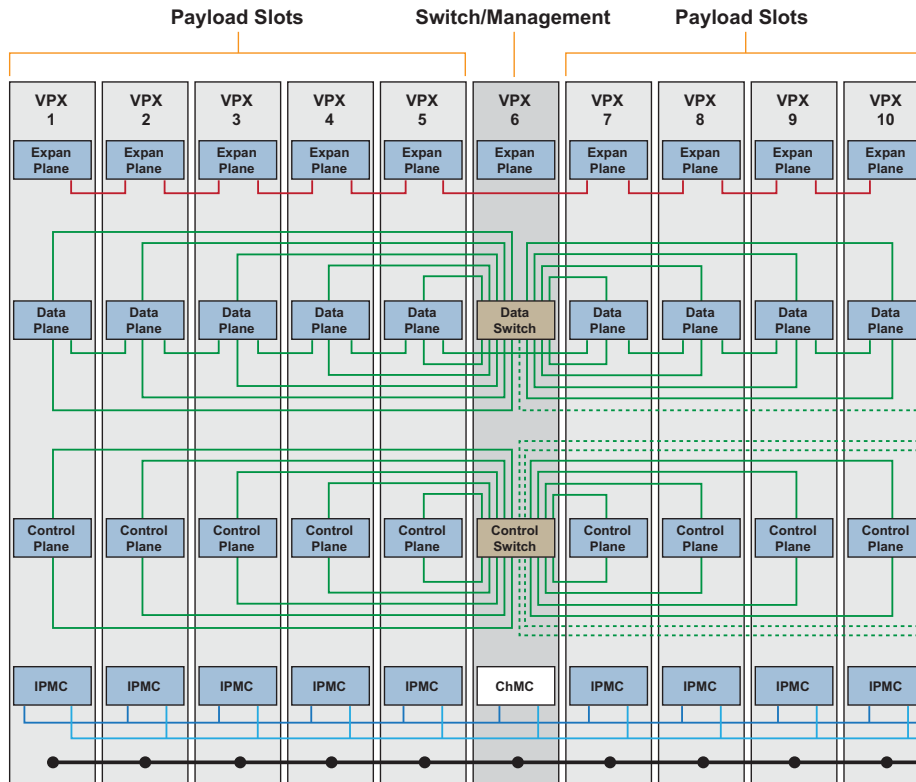 Payload Slots Switch/Management Payload Slots
VPX VPX VPX VPX VPX VPX VPX VPX VPX VPX
1 2 3 4 5 6 7 8 9 10
Expan Expan Expan Expan Expan Expan Expan Expan Expan Expan
Plane Plane Plane Plane Plane Plane Plane Plane Plane Plane
Data Data Data Data Data Data Data Data Data Data
Plane Plane Plane Plane Plane Switch Plane Plane Plane Plane
Control Control Control Control Control Control Control Control Control Control
Plane Plane Plane Plane Plane Switch Plane Plane Plane Plane
IPMC IPMC IPMC IPMC IPMC ChMC IPMC IPMC IPMC IPMC